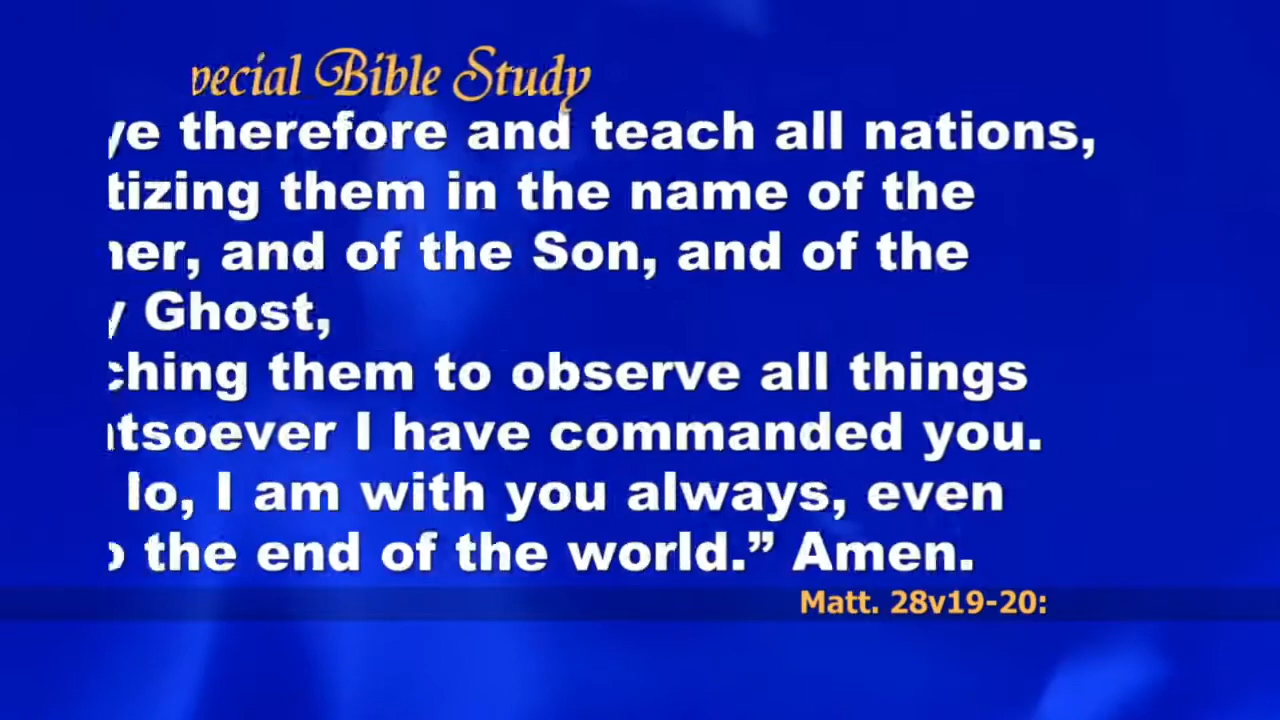 pecial Bible Study
ye therefore and teach all nations,
tizing them in the name of the
her, and of the Son, and of the
y Ghost,
ching them to observe all things
atsoever I have commanded you.
lo, I am with you always, even
o the end of the world.” Amen.
Matt. 28v19-20: